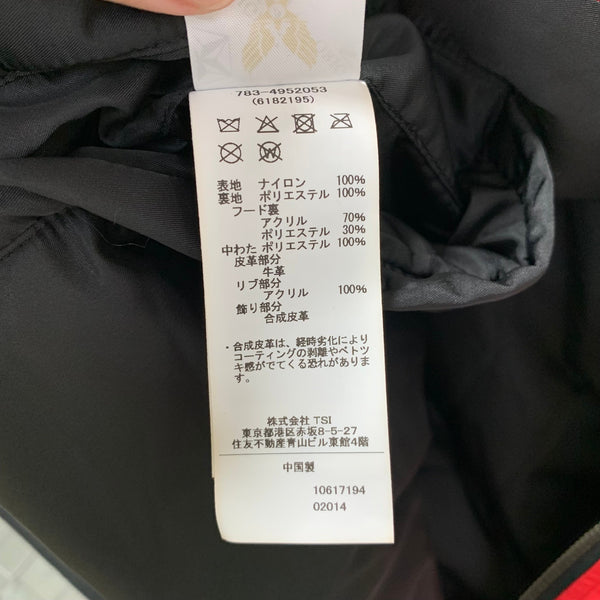 783-4952053
(6182195)
表地 ナイロン 100%
裏地 ポリエステル 100%
フード裏
アクリル 70%
ポリエステル 30%
中わた ポリエステル 100%
皮革部分
牛革
リブ部分
アクリル 100%
飾り部分
合成皮革
・合成皮革は、経時劣化により
コーティングの剥離やベトツ
キ感がでてくる恐れがありま
す。
株式会社 TSI
東京都港区赤坂8-5-27
住友不動産青山ビル東館4階
中国製
10617194
02014